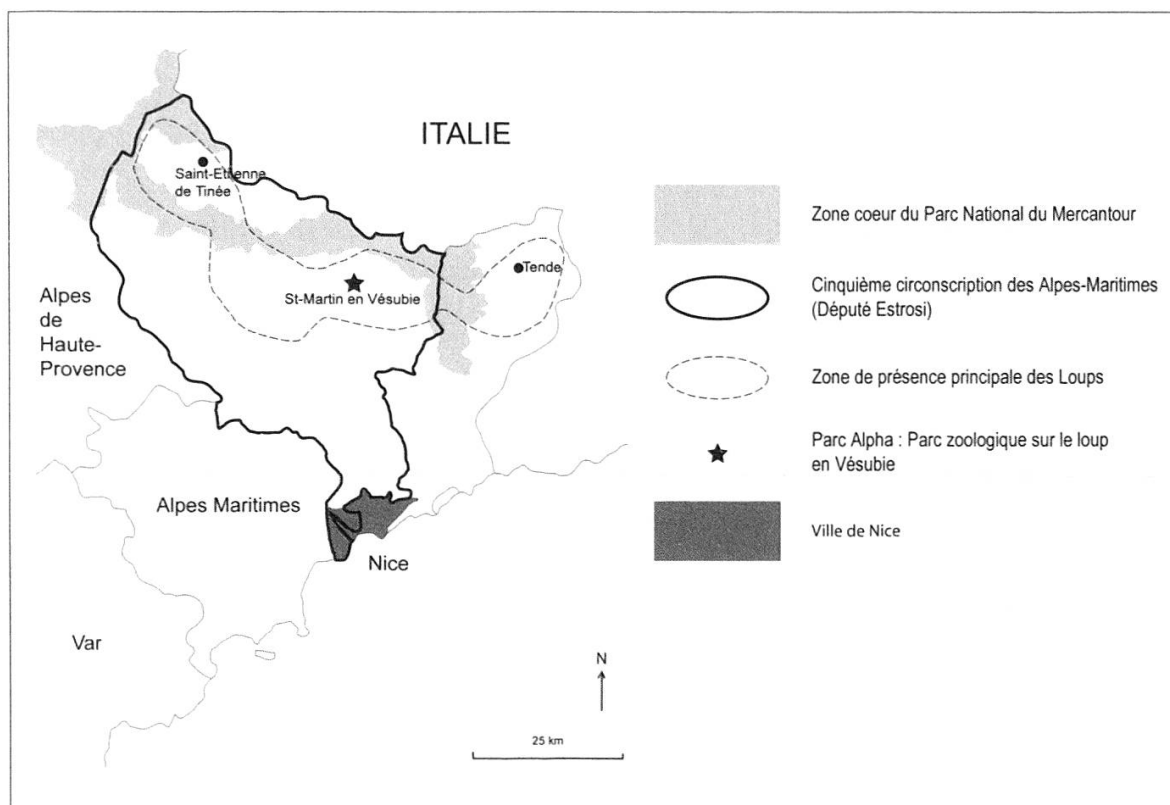 ITALIE
Saint-Etienne
de Tinée
Tende
St-Martin en Vésubie
Alpes
de
Haute-
Provence
Alpes Maritimes
Nice
Var
N
25 km
Zone coeur du Parc National du Mercantour
Cinquième circonscription des Alpes-Maritimes
(Député Estrosi)
Zone de présence principale des Loups
Parc Alpha : Parc zoologique sur le loup
en Vésubie
Ville de Nice